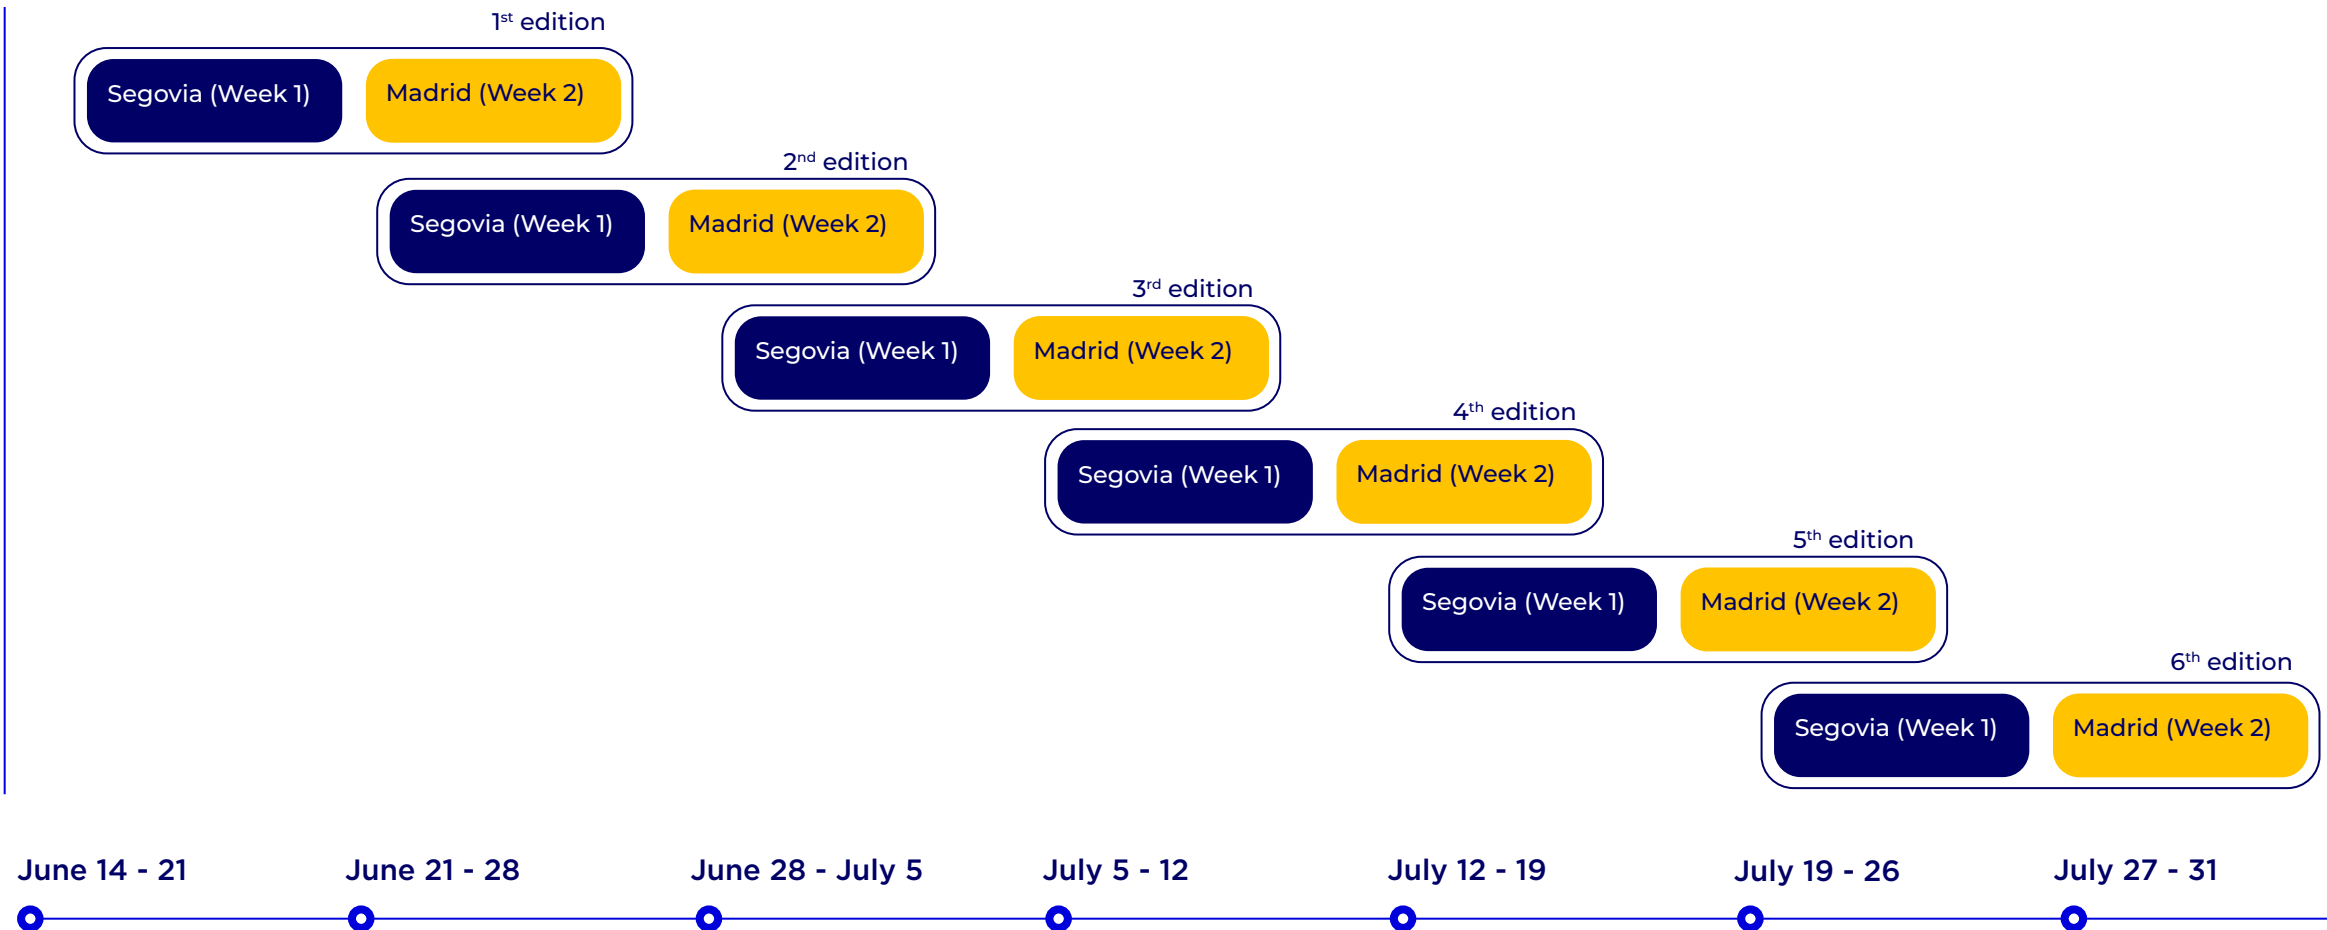 1st edition
Segovia (Week 1)
Madrid (Week 2)
2nd edition
Segovia (Week 1)
Madrid (Week 2)
3rd edition
Segovia (Week 1)
Madrid (Week 2)
4th edition
Segovia (Week 1)
Madrid (Week 2)
5th edition
Segovia (Week 1)
Madrid (Week 2)
6th edition
Segovia (Week 1)
Madrid (Week 2)
June 14 - 21
June 21 - 28
June 28 - July 5
July 5 - 12
July 12 - 19
July 19 - 26
July 27 - 31